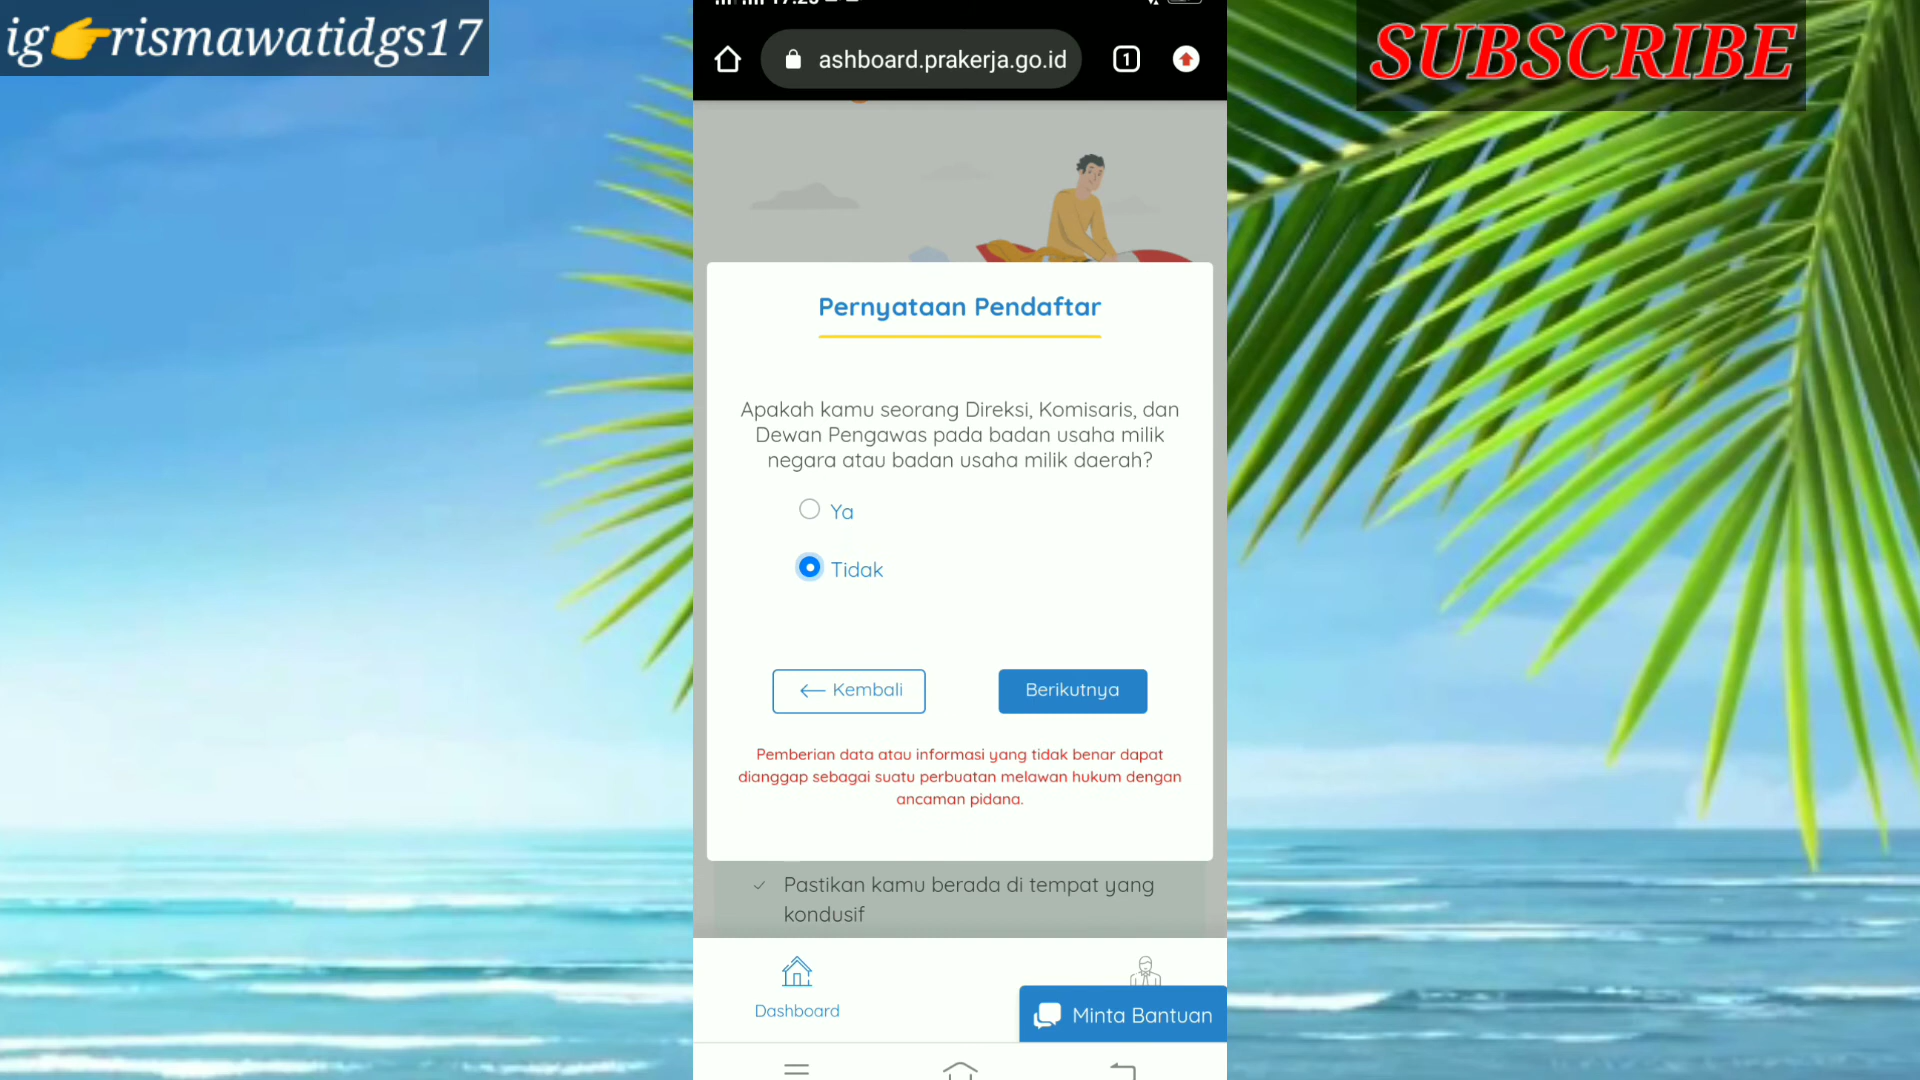 ig👉rismawatidgs17
SUBSCRIBE
ashboard.prakerja.go.id
1
Pernyataan Pendaftar
Apakah kamu seorang Direksi, Komisaris, dan
Dewan Pengawas pada badan usaha milik
negara atau badan usaha milik daerah?
Ya
Tidak
← Kembali
Berikutnya
Pemberian data atau informasi yang tidak benar dapat
dianggap sebagai suatu perbuatan melawan hukum dengan
ancaman pidana.
✓ Pastikan kamu berada di tempat yang
kondusif
Dashboard
Minta Bantuan